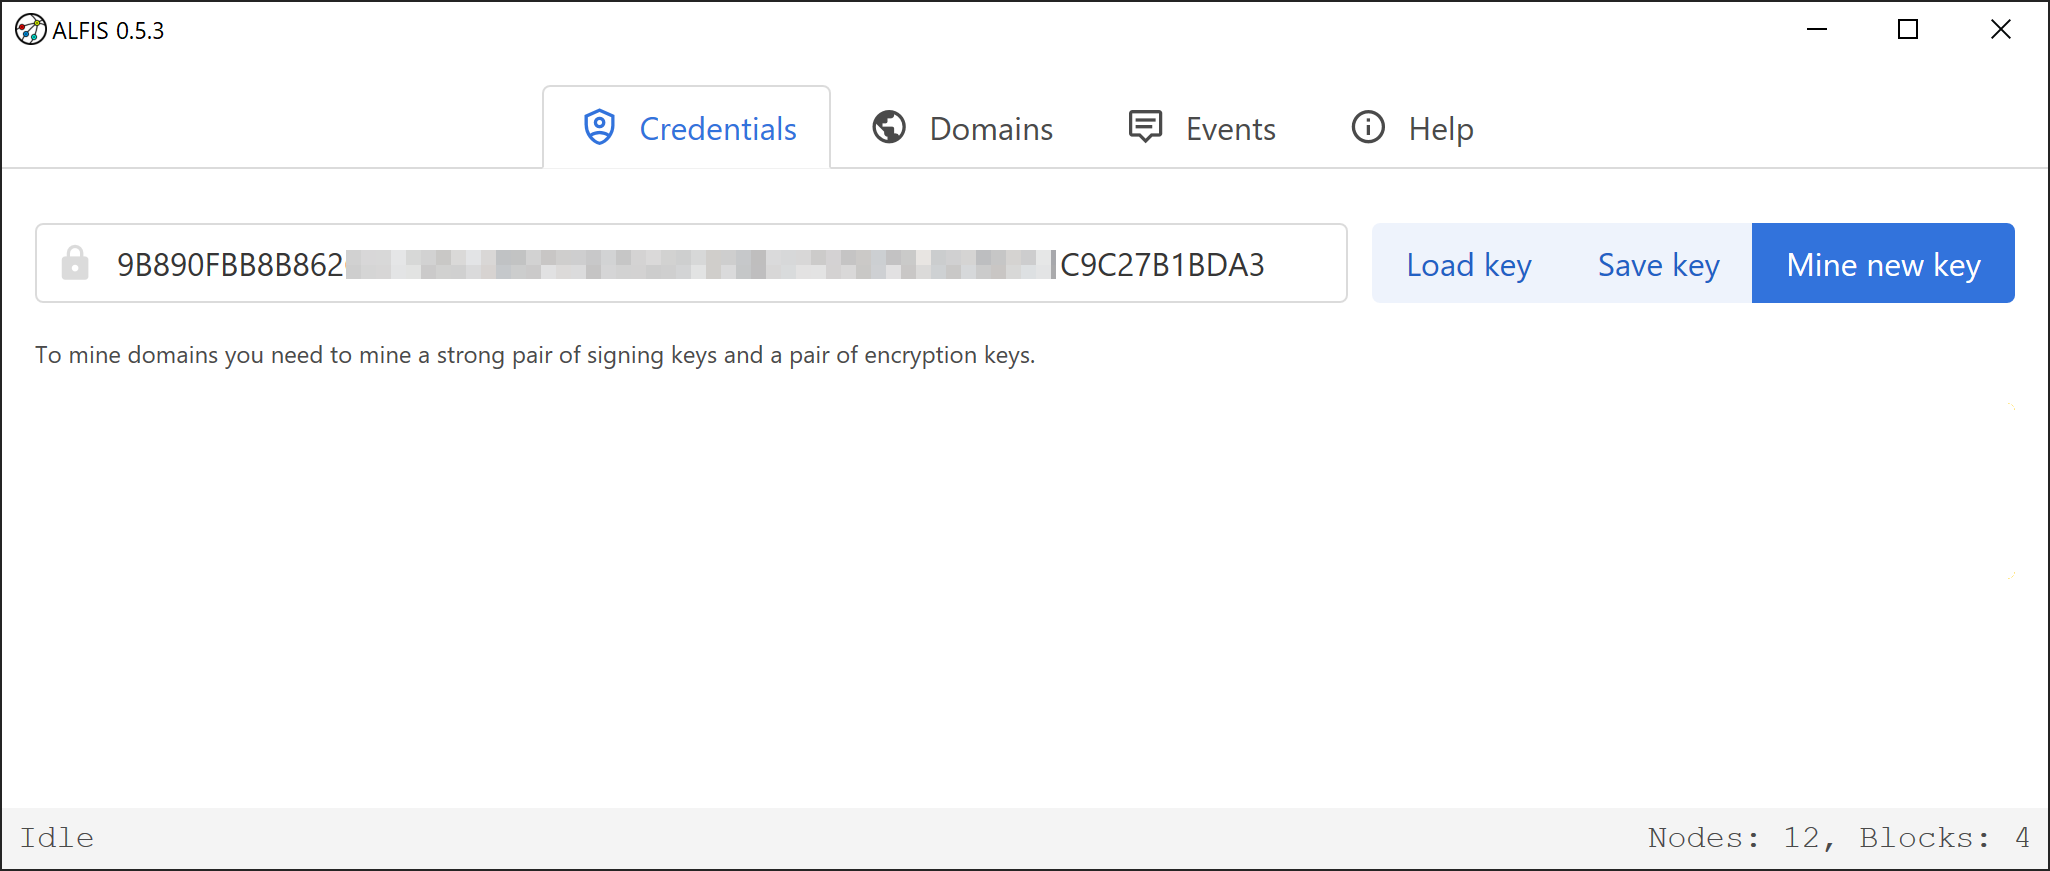 ALFIS 0.5.3
Credentials Domains Events Help
9B890FBB8B862 C9C27B1BDA3 Load key Save key Mine new key
To mine domains you need to mine a strong pair of signing keys and a pair of encryption keys.
Idle Nodes: 12, Blocks: 4